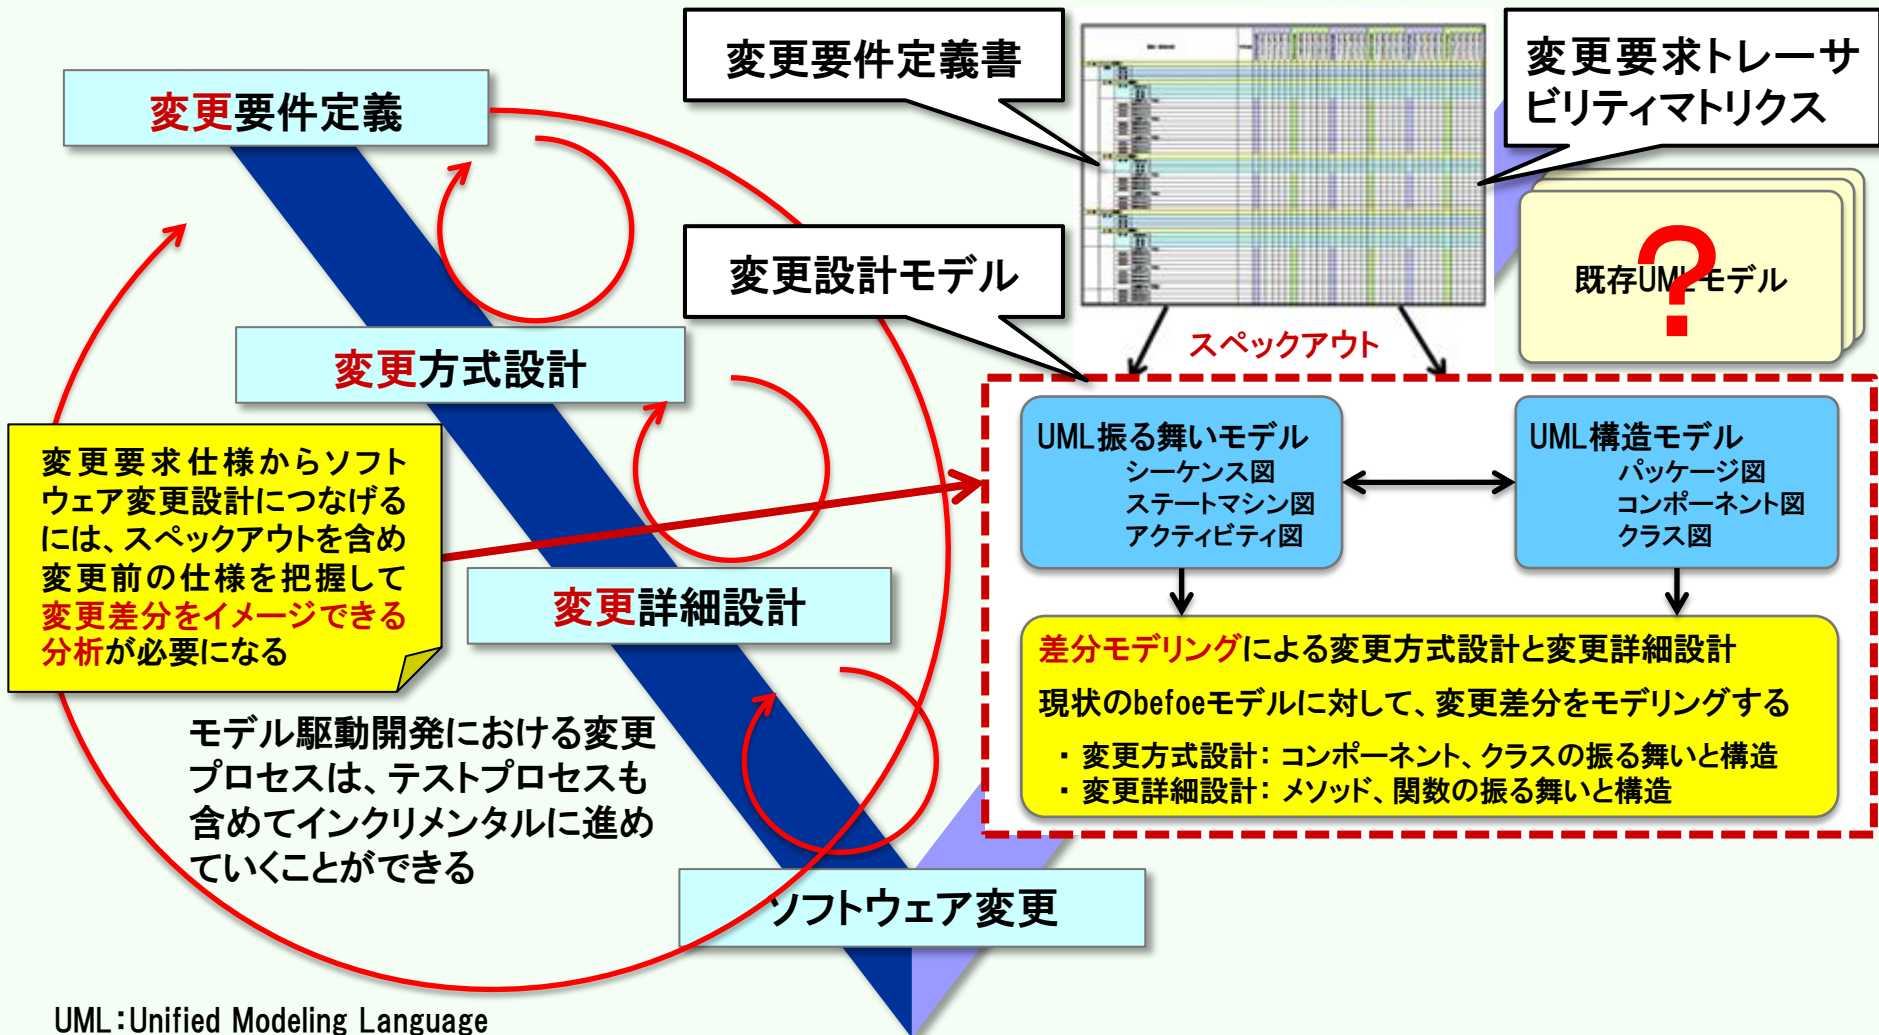 変更要件定義
変更要件定義書
変更要求トレーサ
ビリティマトリクス
既存UMLモデル
?
変更設計モデル
スペックアウト
変更方式設計
変更要求仕様からソフト
ウェア変更設計につなげる
には、スペックアウトを含め
変更前の仕様を把握して
変更差分をイメージできる
分析が必要になる
UML振る舞いモデル
シーケンス図
ステートマシン図
アクティビティ図
UML構造モデル
パッケージ図
コンポーネント図
クラス図
変更詳細設計
差分モデリングによる変更方式設計と変更詳細設計
現状のbefoeモデルに対して、変更差分をモデリングする
・ 変更方式設計： コンポーネント、クラスの振る舞いと構造
・ 変更詳細設計： メソッド、関数の振る舞いと構造
モデル駆動開発における変更
プロセスは、テストプロセスも
含めてインクリメンタルに進め
ていくことができる
ソフトウェア変更
UML：Unified Modeling Language